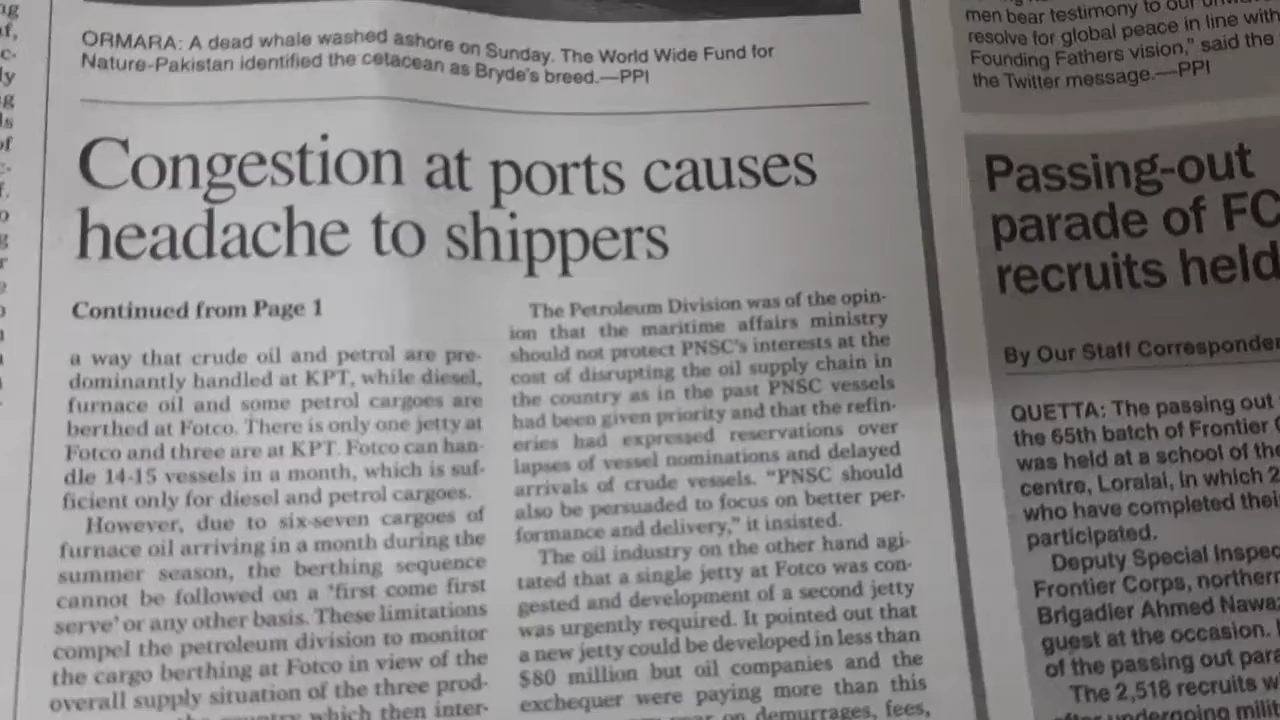 ORMARA: A dead whale washed ashore on Sunday. The World Wide Fund for
Nature-Pakistan identified the cetacean as Bryde's breed.—PPI
Congestion at ports causes
headache to shippers
Continued from Page 1
a way that crude oil and petrol are pre-
dominantly handled at KPT, while diesel,
furnace oil and some petrol cargoes are
berthed at Fotco. There is only one jetty at
Fotco and three are at KPT. Fotco can han-
dle 14-15 vessels in a month, which is suf-
ficient only for diesel and petrol cargoes.
However, due to six-seven cargoes of
furnace oil arriving in a month during the
summer season, the berthing sequence
cannot be followed on a 'first come first
serve' or any other basis. These limitations
compel the petroleum division to monitor
the cargo berthing at Fotco in view of the
overall supply situation of the three prod-
country which then inter-
The Petroleum Division was of the opin-
ion that the maritime affairs ministry
should not protect PNSC's interests at the
cost of disrupting the oil supply chain in
the country as in the past PNSC vessels
had been given priority and that the refin-
eries had expressed reservations over
lapses of vessel nominations and delayed
arrivals of crude vessels. "PNSC should
also be persuaded to focus on better per-
formance and delivery," it insisted.
The oil industry on the other hand agi-
tated that a single jetty at Fotco was con-
gested and development of a second jetty
was urgently required. It pointed out that
a new jetty could be developed in less than
$80 million but oil companies and the
exchequer were paying more than this
on demurrages, fees,
men bear testimony to our
resolve for global peace in line with
Founding Fathers vision," said the
the Twitter message.—PPI
Passing-out
parade of FC
recruits held
By Our Staff Corresponden
QUETTA: The passing out
the 65th batch of Frontier
was held at a school of the
centre, Loralai, in which 2
who have completed thei
participated.
Deputy Special Inspec
Frontier Corps, northern
Brigadier Ahmed Nawa
guest at the occasion.
of the passing out para
The 2,518 recruits w
undergoing milit